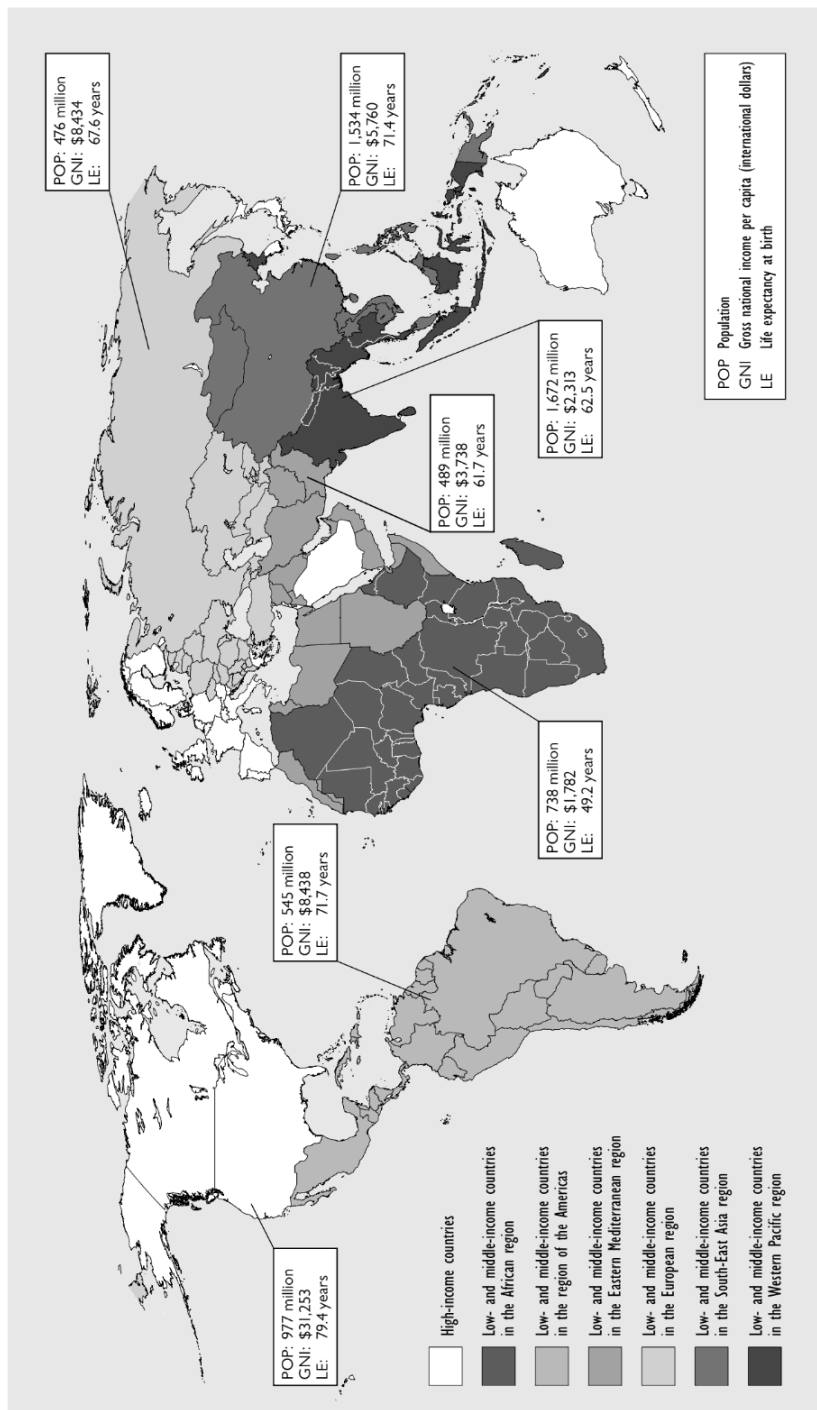 POP: 476 million
GNI: $8,434
LE: 67.6 years
POP: 1,534 million
GNI: $5,760
LE: 71.4 years
POP: 1,672 million
GNI: $2,313
LE: 62.5 years
POP: 489 million
GNI: $3,738
LE: 61.7 years
POP: 738 million
GNI: $1,782
LE: 49.2 years
POP: 545 million
GNI: $8,438
LE: 71.7 years
POP: 977 million
GNI: $31,253
LE: 79.4 years
POP Population
GNI Gross national income per capita (international dollars)
LE Life expectancy at birth
High-income countries
Low- and middle-income countries
in the African region
Low- and middle-income countries
in the region of the Americas
Low- and middle-income countries
in the Eastern Mediterranean region
Low- and middle-income countries
in the European region
Low- and middle-income countries
in the South-East Asia region
Low- and middle-income countries
in the Western Pacific region